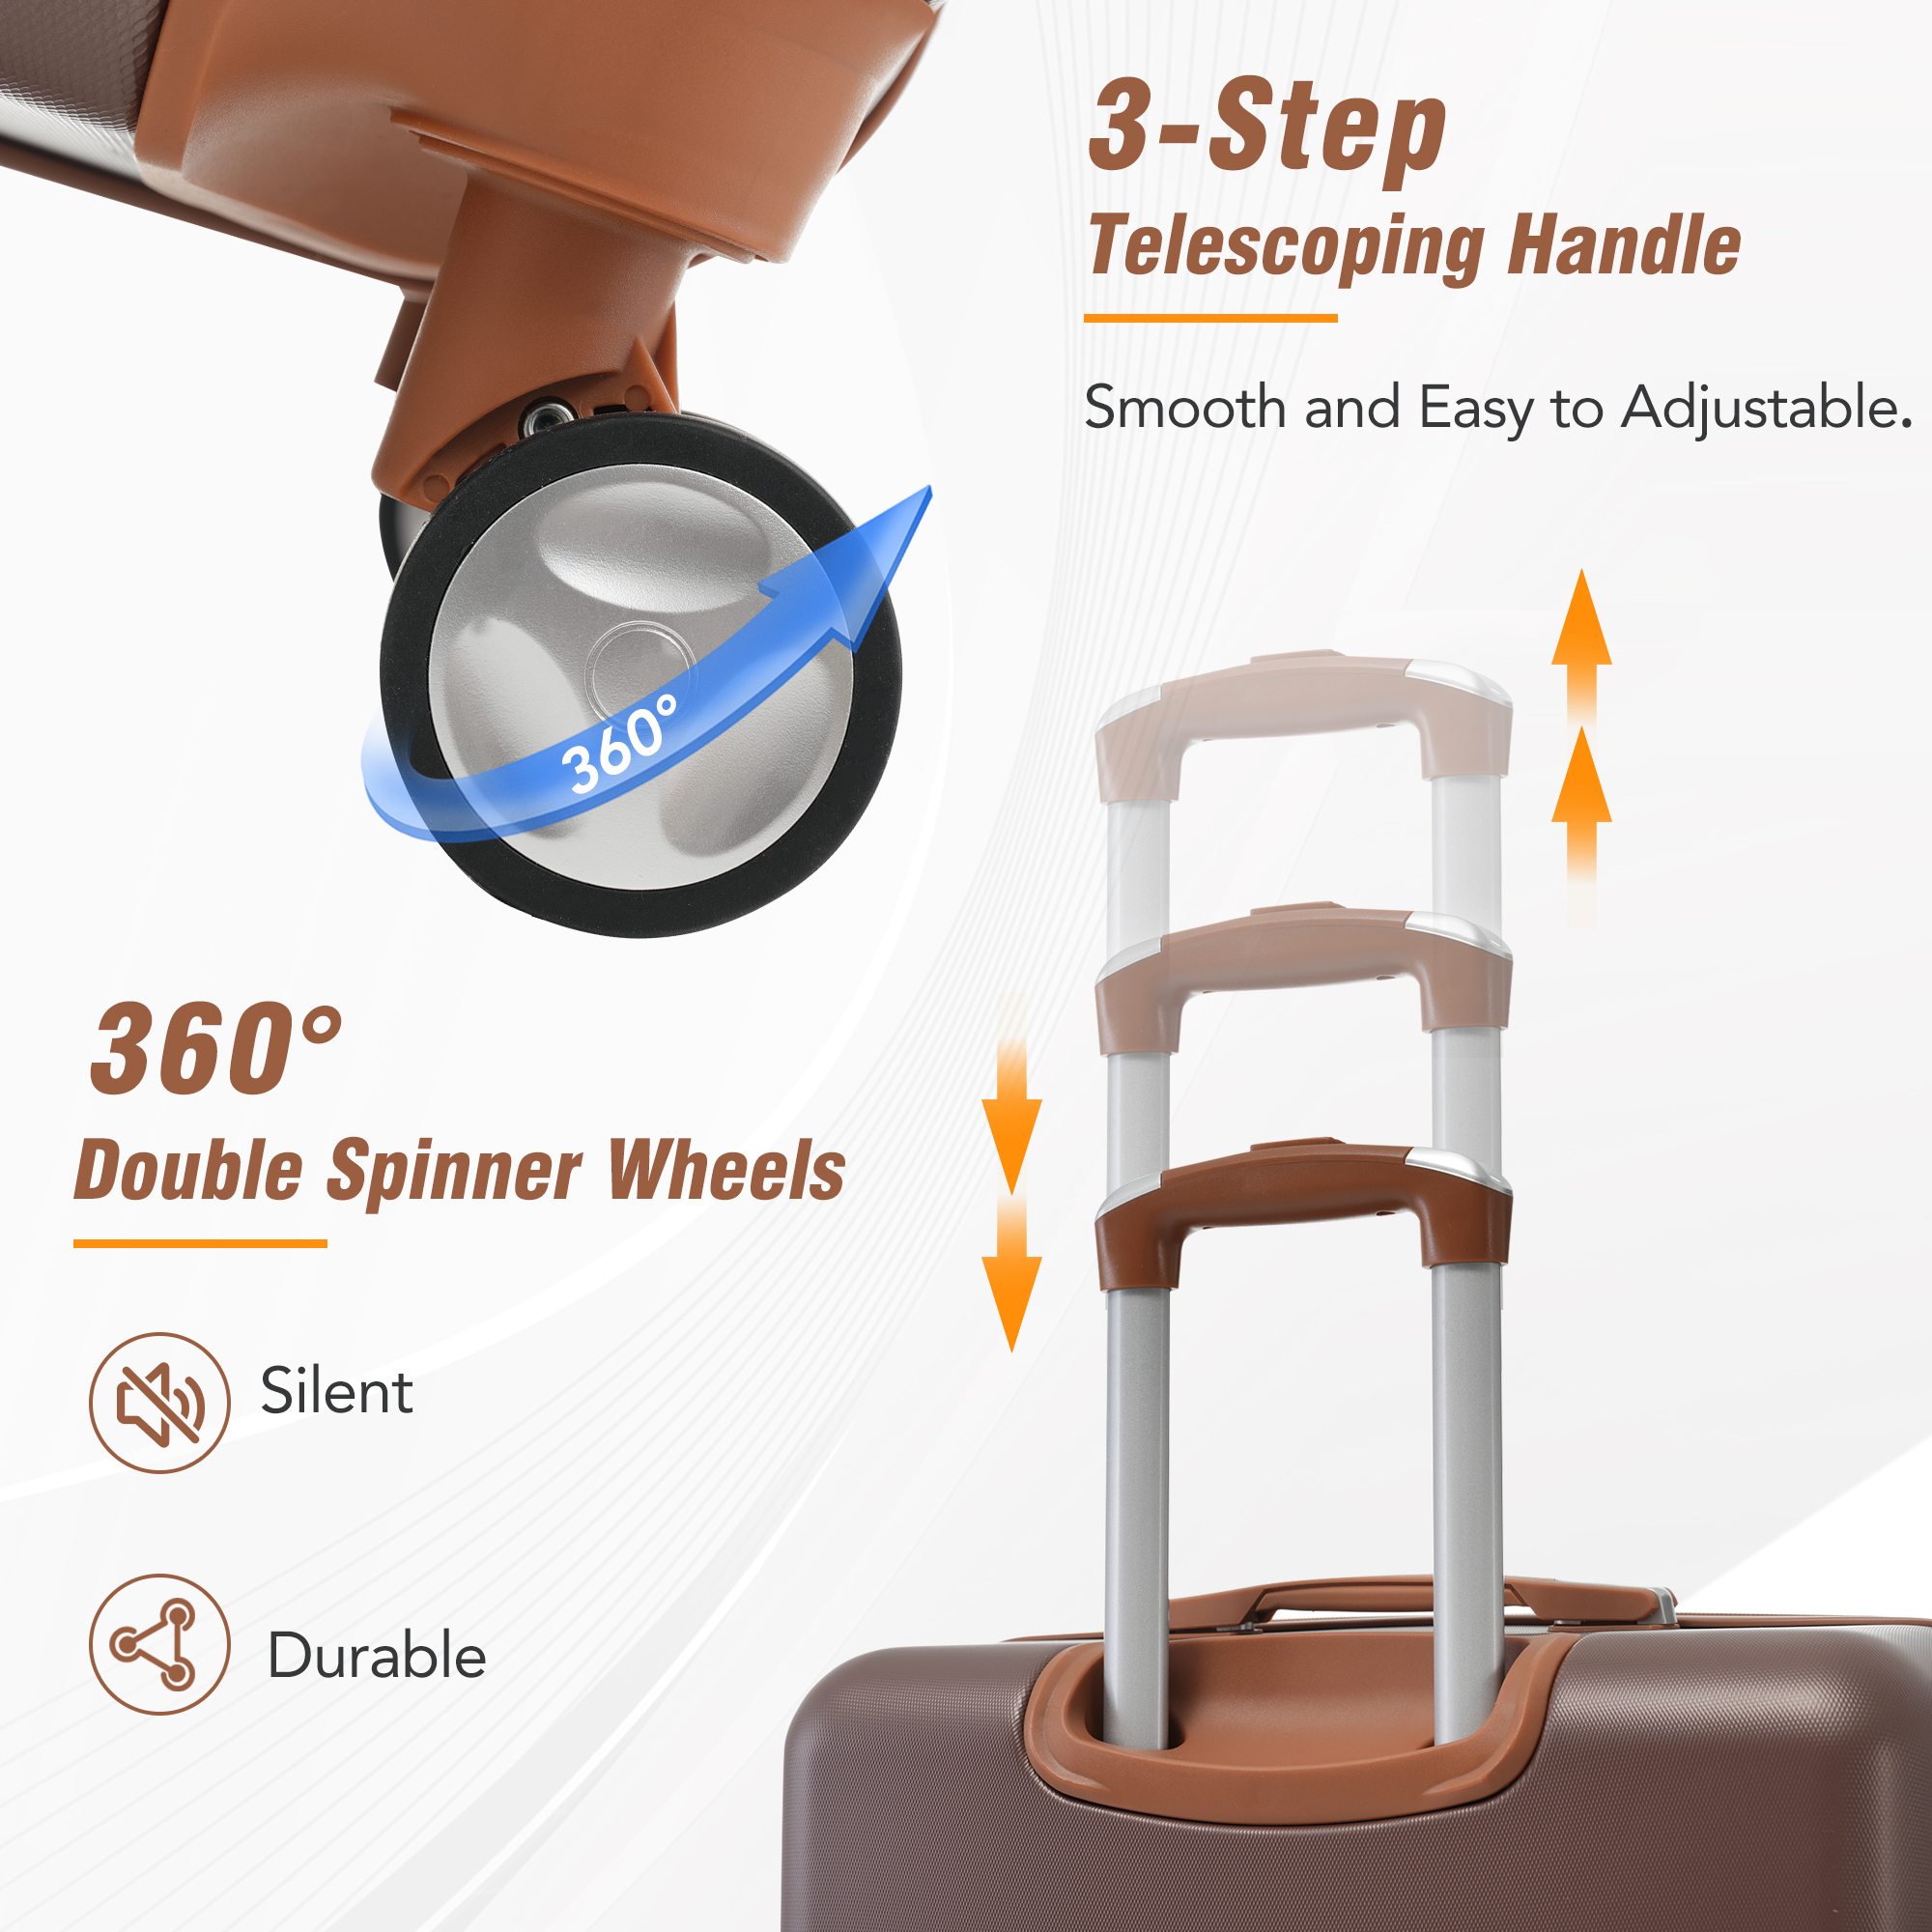 3-Step
Telescoping Handle
Smooth and Easy to Adjustable.
360°
360°
Double Spinner Wheels
Silent
Durable